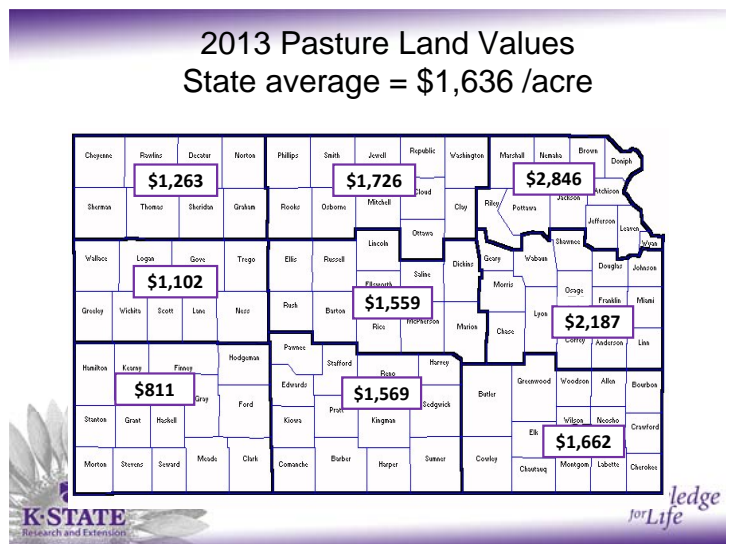 2013 Pasture Land Values
State average = $1,636 /acre
Cheyenne Rawlins Decatur Norton Phillips Smith Jewell Republic Washington Marshall Nemaha Brown Doniph
$1,263 $1,726 $2,846
Cloud Atchison
Sherman Thomas Sheridan Graham Rooks Osborne Mitchell Clay Riley Pottawa Jackson
Jefferson Leaven
Ottawa
Wyan
Lincoln Shawnee
Wallace Logan Gove Trego Ellis Russell Saline Dickins Geary Wabaun Douglas Johnson
$1,102
Ellsworth Morris Osage
Greeley Wichita Scott Lane Ness Rush Barton $1,559 Franklin Miami
Rice McPherson Marion Chase Lyon $2,187
Coffey Anderson Linn
Hamilton Kearny Finney Hodgeman Pawnee Stafford Reno Harvey
$811 Edwards $1,569 Butler Greenwood Woodson Allen Bourbon
Gray Ford Pratt Sedgwick
Stanton Grant Haskell Kiowa Kingman Wilson Neosho Crawford
Elk $1,662
Morton Stevens Seward Meade Clark Comanche Barber Harper Sumner Cowley Chautauq Montgom Labette Cherokee
K-STATE
Research and Extension
ledge
for Life